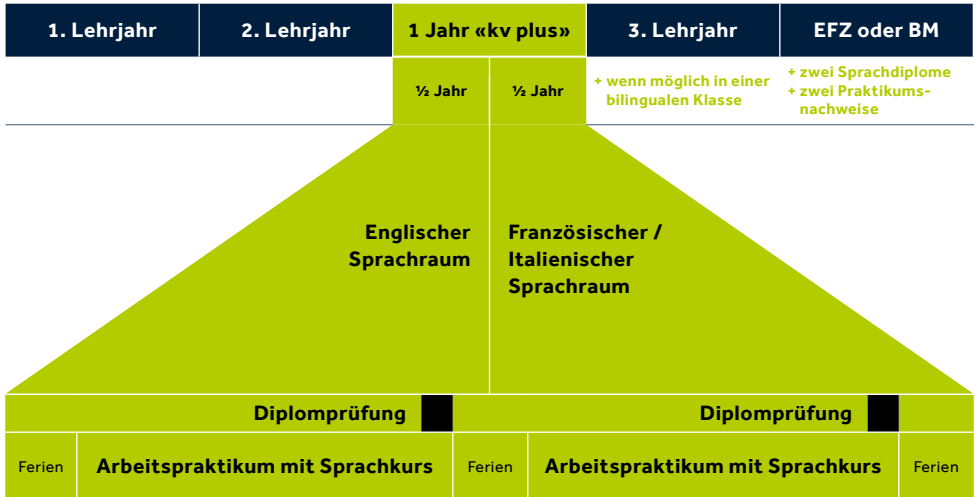 1. Lehrjahr
2. Lehrjahr
1 Jahr «kv plus»
3. Lehrjahr
EFZ oder BM
½ Jahr
½ Jahr
+ wenn möglich in einer
bilingualen Klasse
+ zwei Sprachdiplome
+ zwei Praktikums-
nachweise
Englischer
Sprachraum
Französischer /
Italienischer
Sprachraum
Diplomprüfung
Diplomprüfung
Ferien
Arbeitspraktikum mit Sprachkurs
Ferien
Arbeitspraktikum mit Sprachkurs
Ferien